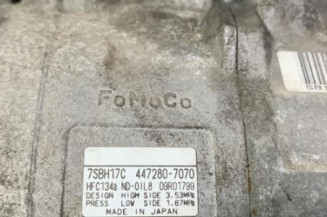 FoMoCo
7SBH17C 447280-7070
HFC134a ND-OIL8 09R01799
DESIGN HIGH SIDE 3.53MPa
PRESS LOW SIDE 1.67MPa
MADE IN JAPAN